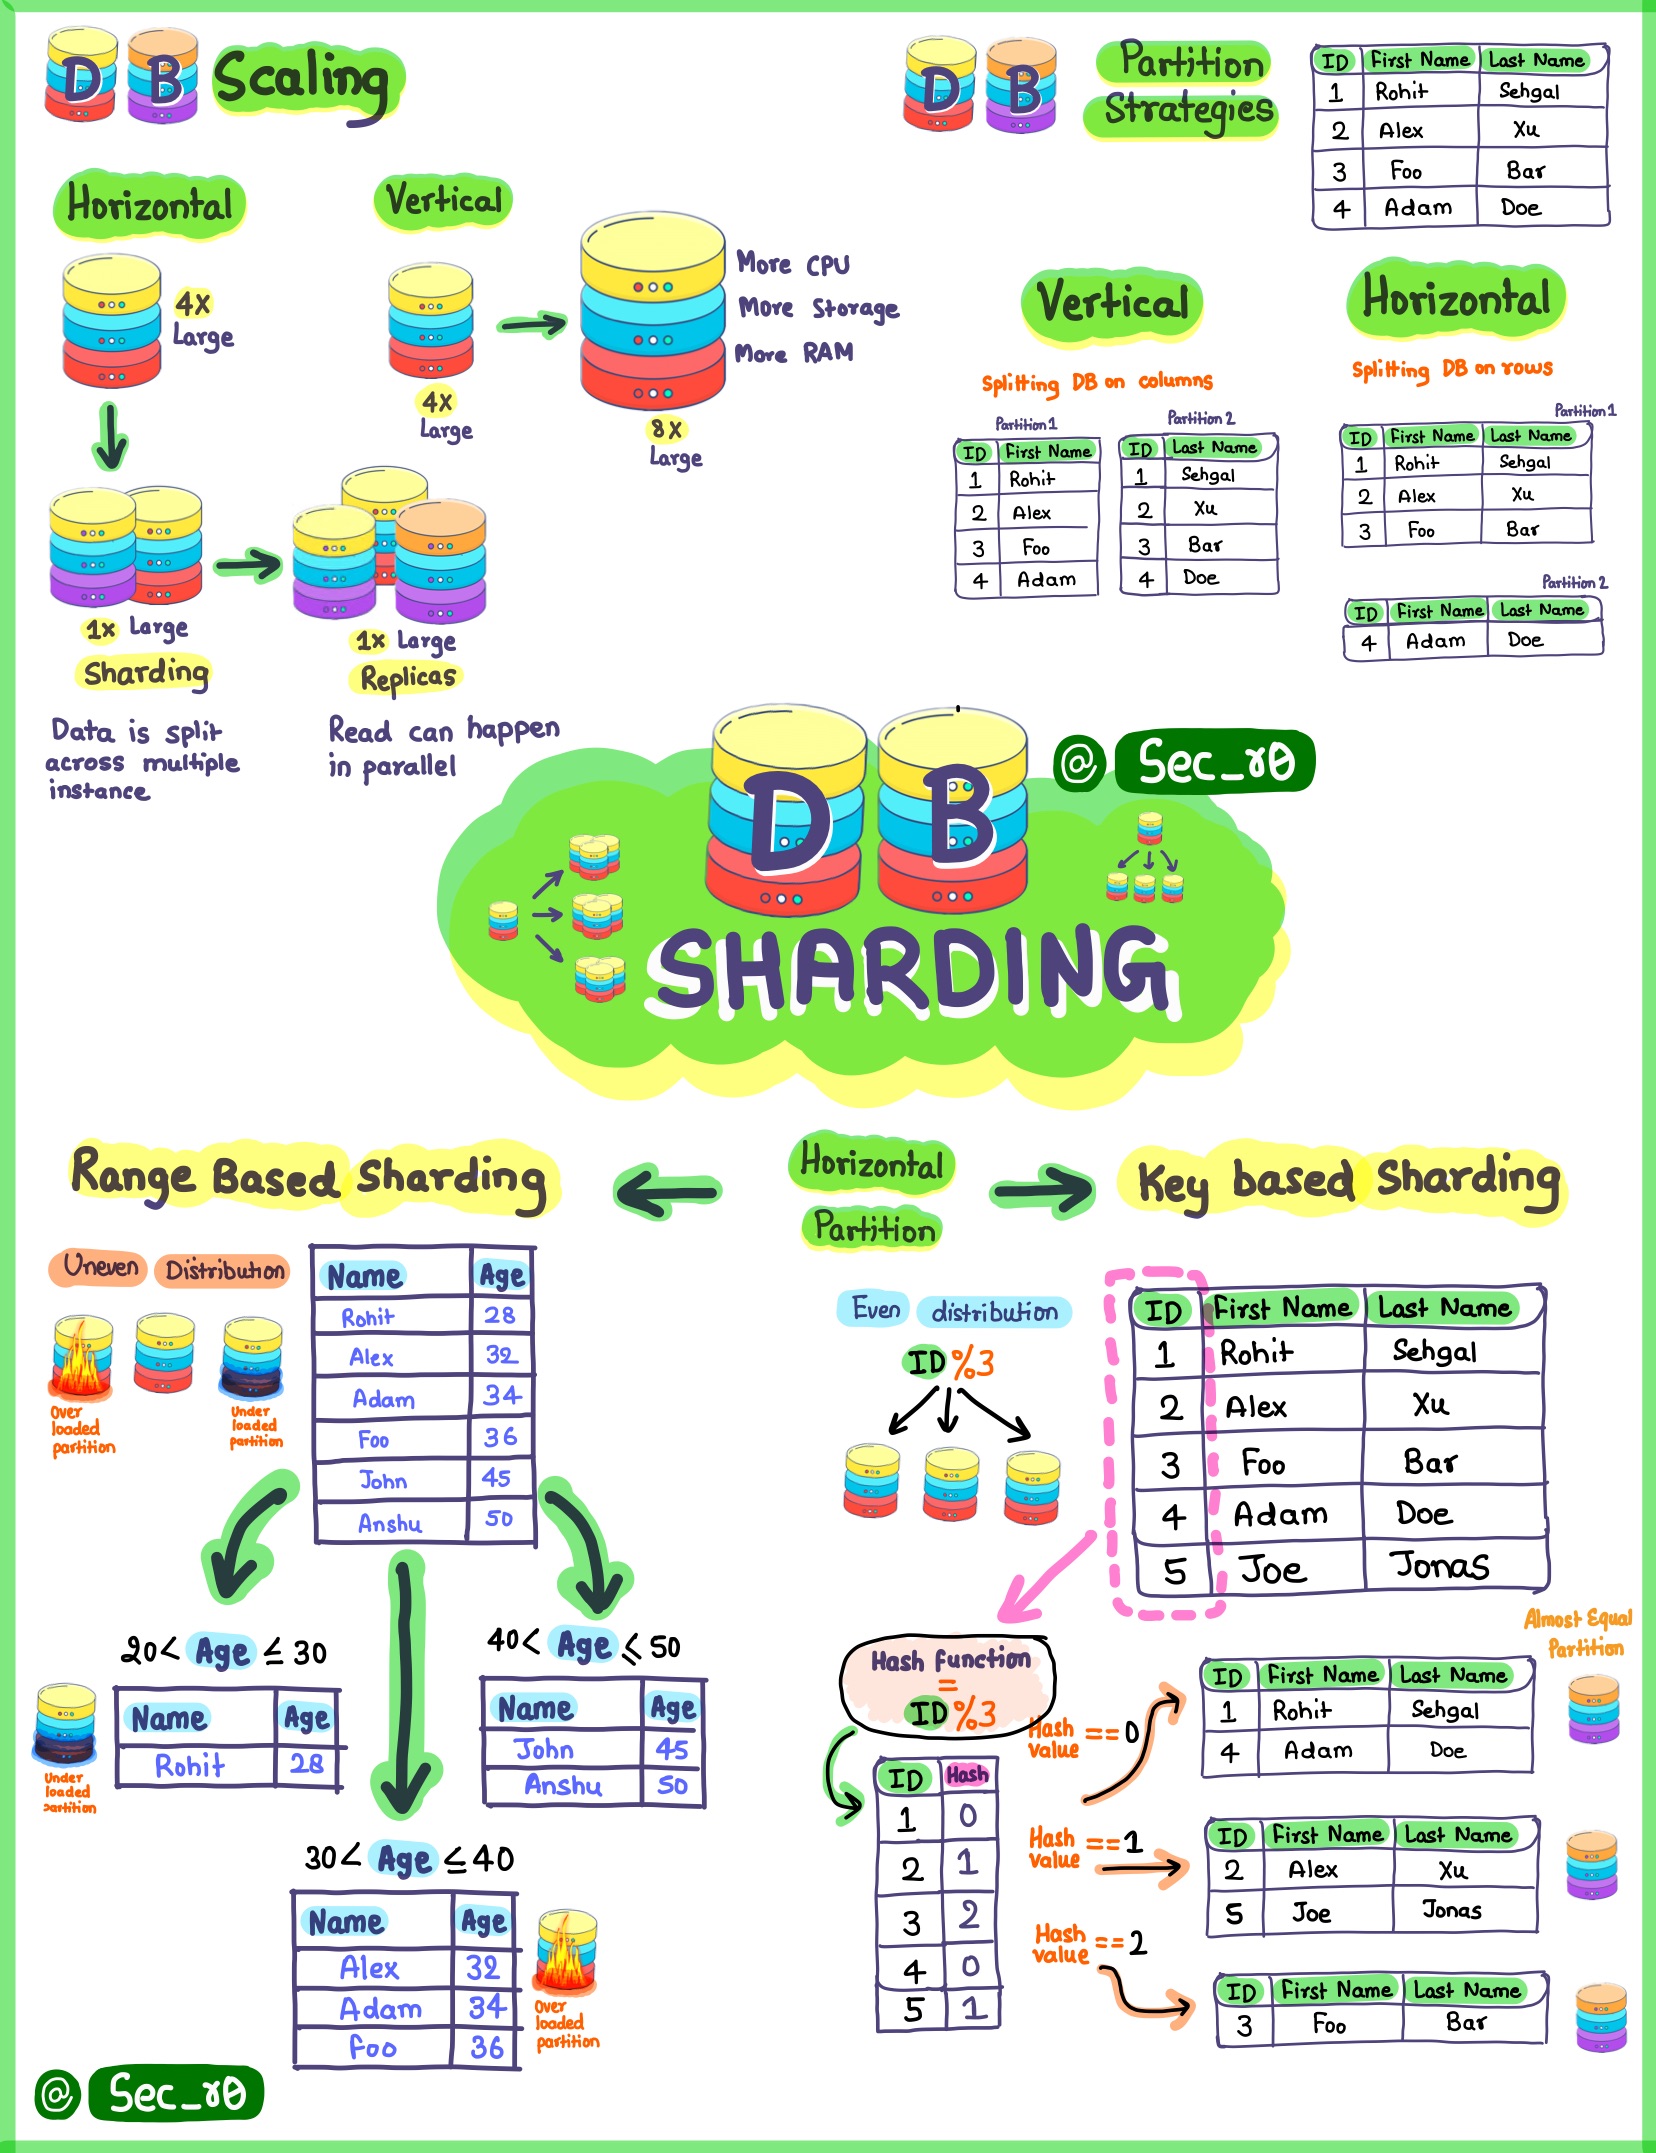 DB Scaling
Horizontal
4x
Large
1x Large
Sharding
Data is split
across multiple
instance
1x Large
Replicas
Read can happen
in parallel
Vertical
4x
Large
8x
Large
More CPU
More Storage
More RAM
DB Partition
Strategies
ID First Name Last Name
1 Rohit Sehgal
2 Alex Xu
3 Foo Bar
4 Adam Doe
Vertical
Splitting DB on columns
Partition 1
ID First Name
1 Rohit
2 Alex
3 Foo
4 Adam
Partition 2
ID Last Name
1 Sehgal
2 Xu
3 Bar
4 Doe
Horizontal
Splitting DB on rows
Partition 1
ID First Name Last Name
1 Rohit Sehgal
2 Alex Xu
3 Foo Bar
Partition 2
ID First Name Last Name
4 Adam Doe
@ Sec_r0
DB
SHARDING
Horizontal
Partition
Range Based Sharding
Uneven Distribution
Over
loaded
partition
Under
loaded
partition
Name Age
Rohit 28
Alex 32
Adam 34
Foo 36
John 45
Anshu 50
20< Age ≤ 30
Name Age
Rohit 28
Under
loaded
partition
40< Age ≤ 50
Name Age
John 45
Anshu 50
30< Age ≤40
Name Age
Alex 32
Adam 34
foo 36
Over
loaded
partition
Key based Sharding
Even distribution
ID %3
ID First Name Last Name
1 Rohit Sehgal
2 Alex Xu
3 Foo Bar
4 Adam Doe
5 Joe Jonas
Hash function
=
ID %3
ID Hash
1 0
2 1
3 2
4 0
5 1
Almost Equal
Partition
Hash
value == 0
ID First Name Last Name
1 Rohit Sehgal
4 Adam Doe
Hash
value == 1
ID First Name Last Name
2 Alex Xu
5 Joe Jonas
Hash
value == 2
ID First Name Last Name
3 Foo Bar
@ Sec_r0